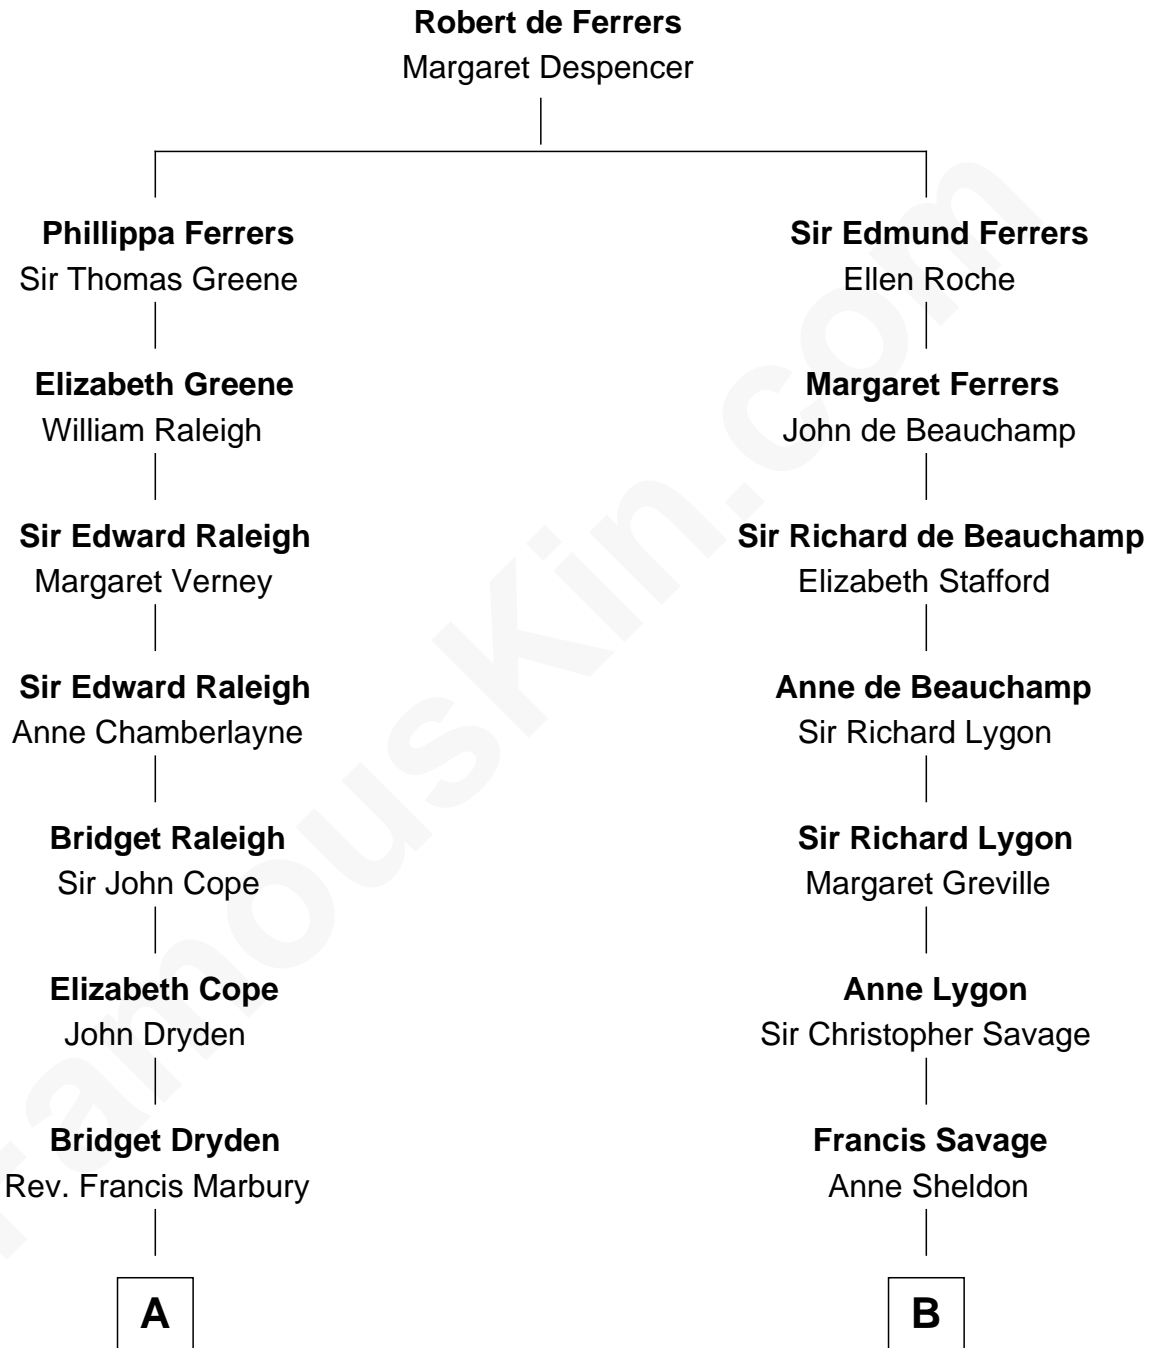 Robert de Ferrers
Margaret Despencer
Phillippa Ferrers
Sir Thomas Greene
Sir Edmund Ferrers
Ellen Roche
Elizabeth Greene
William Raleigh
Margaret Ferrers
John de Beauchamp
Sir Edward Raleigh
Margaret Verney
Sir Richard de Beauchamp
Elizabeth Stafford
Sir Edward Raleigh
Anne Chamberlayne
Anne de Beauchamp
Sir Richard Lygon
Bridget Raleigh
Sir John Cope
Sir Richard Lygon
Margaret Greville
Elizabeth Cope
John Dryden
Anne Lygon
Sir Christopher Savage
Bridget Dryden
Rev. Francis Marbury
Francis Savage
Anne Sheldon
A
B
FamousKin.com